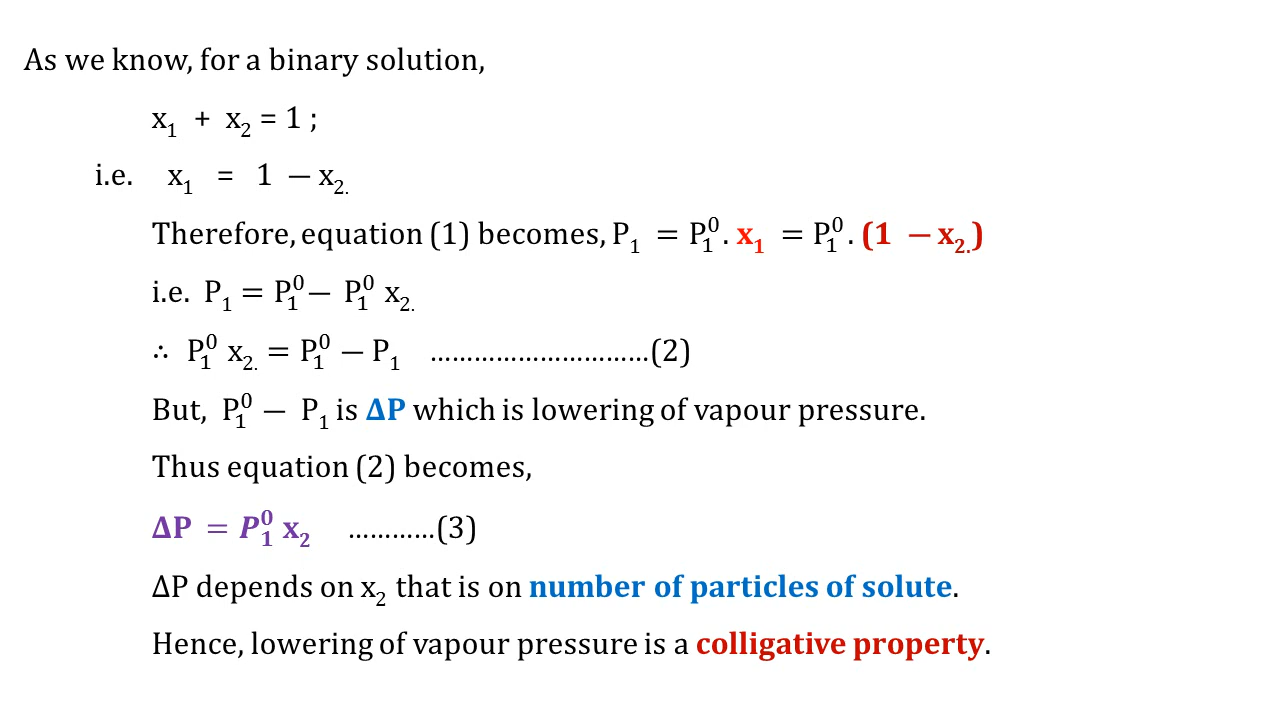 As we know, for a binary solution,
x₁ + x₂ = 1 ;
i.e. x₁ = 1 − x₂.
Therefore, equation (1) becomes, P₁ = P₁⁰ . x₁ = P₁⁰ . (1 − x₂.)
i.e. P₁ = P₁⁰ − P₁⁰ x₂.
∴ P₁⁰ x₂. = P₁⁰ − P₁ …………………………(2)
But, P₁⁰ − P₁ is ΔP which is lowering of vapour pressure.
Thus equation (2) becomes,
ΔP = P₁⁰ x₂ …………(3)
ΔP depends on x₂ that is on number of particles of solute.
Hence, lowering of vapour pressure is a colligative property.